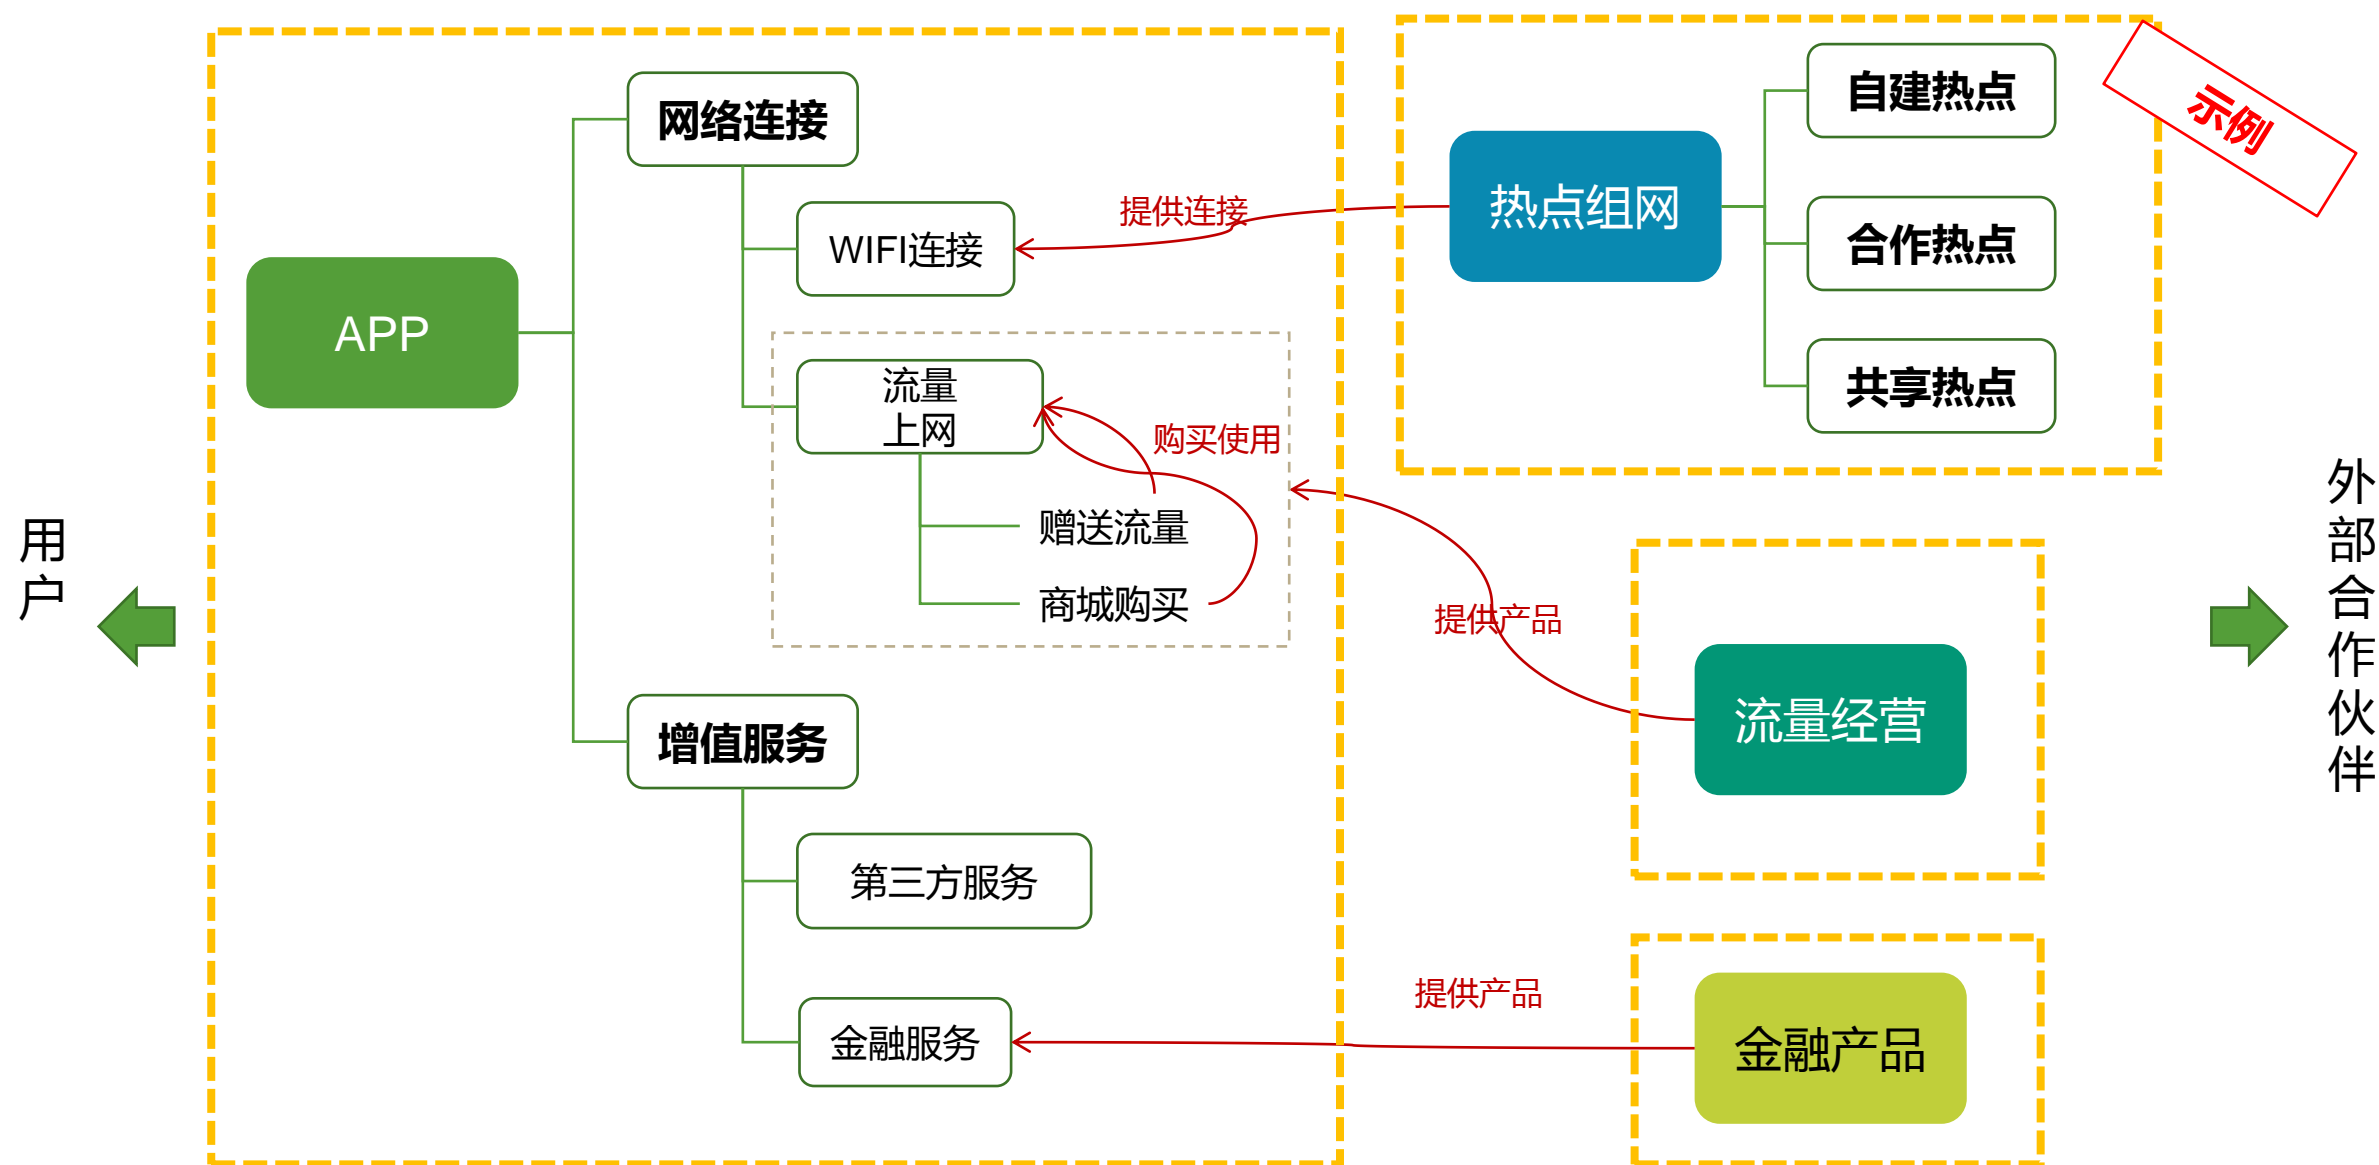 用
户
APP
网络连接
WIFI连接
流量
上网
赠送流量
商城购买
购买使用
增值服务
第三方服务
金融服务
提供连接
热点组网
自建热点
合作热点
共享热点
示例
提供产品
流量经营
提供产品
金融产品
外
部
合
作
伙
伴